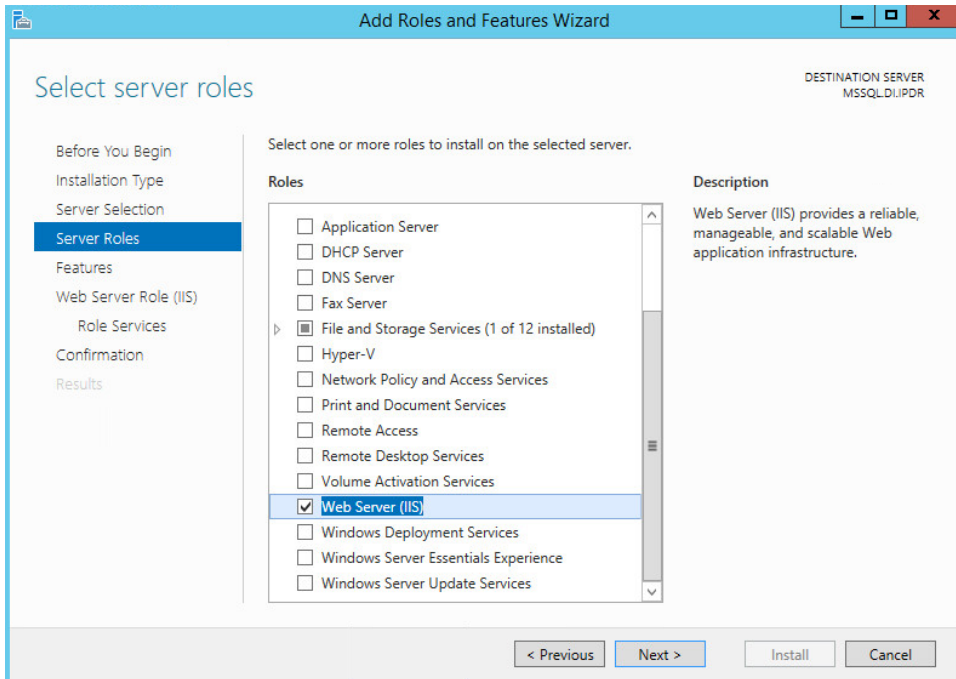 Add Roles and Features Wizard
Select server roles
DESTINATION SERVER
MSSQL.DI.IPDR
Before You Begin
Installation Type
Server Selection
Server Roles
Features
Web Server Role (IIS)
Role Services
Confirmation
Results
Select one or more roles to install on the selected server.
Roles
Application Server
DHCP Server
DNS Server
Fax Server
File and Storage Services (1 of 12 installed)
Hyper-V
Network Policy and Access Services
Print and Document Services
Remote Access
Remote Desktop Services
Volume Activation Services
Web Server (IIS)
Windows Deployment Services
Windows Server Essentials Experience
Windows Server Update Services
Description
Web Server (IIS) provides a reliable,
manageable, and scalable Web
application infrastructure.
< Previous
Next >
Install
Cancel